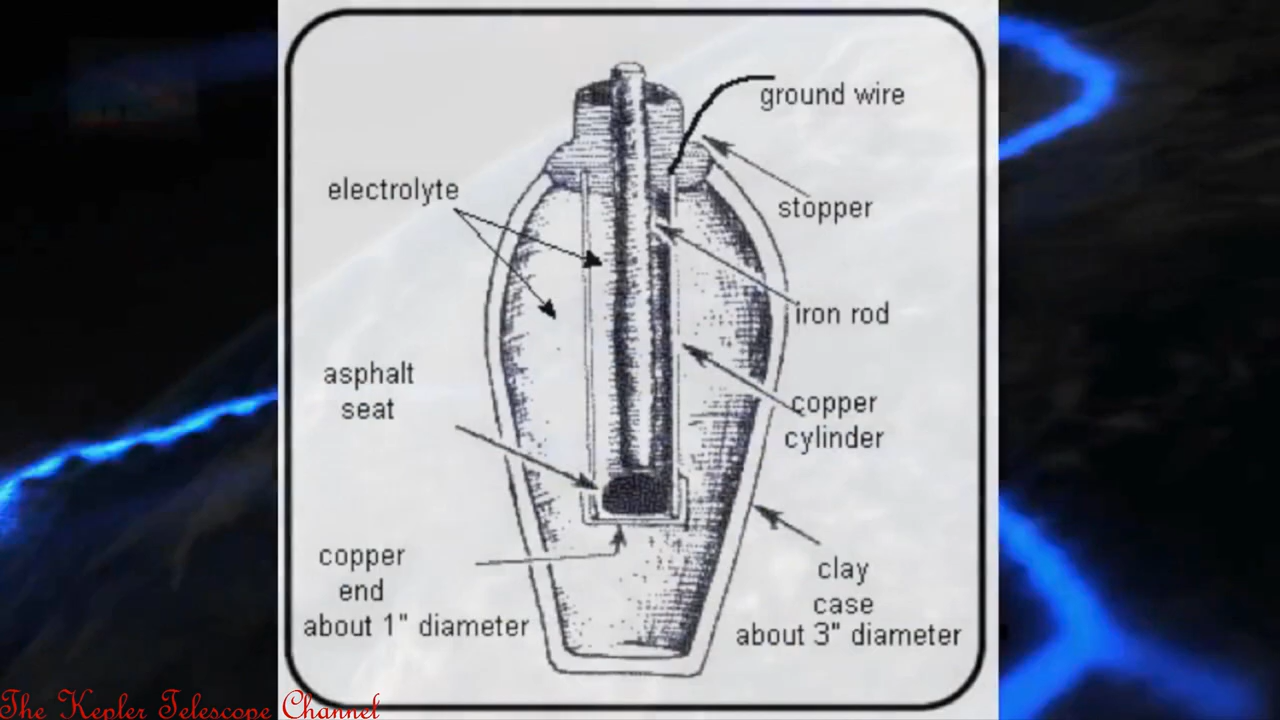 ground wire
electrolyte
stopper
iron rod
asphalt
seat
copper
cylinder
copper
end
about 1" diameter
clay
case
about 3" diameter
The Kepler Telescope Channel